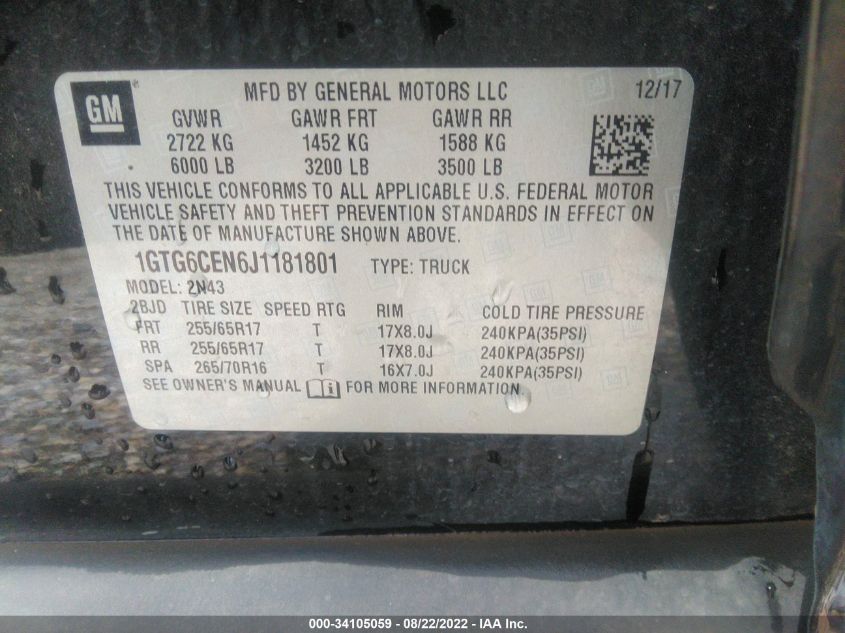 GM
MFD BY GENERAL MOTORS LLC 12/17
GVWR GAWR FRT GAWR RR
2722 KG 1452 KG 1588 KG
6000 LB 3200 LB 3500 LB
THIS VEHICLE CONFORMS TO ALL APPLICABLE U.S. FEDERAL MOTOR
VEHICLE SAFETY AND THEFT PREVENTION STANDARDS IN EFFECT ON
THE DATE OF MANUFACTURE SHOWN ABOVE.
1GTG6CEN6J1181801 TYPE: TRUCK
MODEL: 2N43
2BJD TIRE SIZE SPEED RTG RIM COLD TIRE PRESSURE
FRT 255/65R17 T 17X8.0J 240KPA(35PSI)
RR 255/65R17 T 17X8.0J 240KPA(35PSI)
SPA 265/70R16 T 16X7.0J 240KPA(35PSI)
SEE OWNER'S MANUAL i FOR MORE INFORMATION.
000-34105059 - 08/22/2022 - IAA Inc.